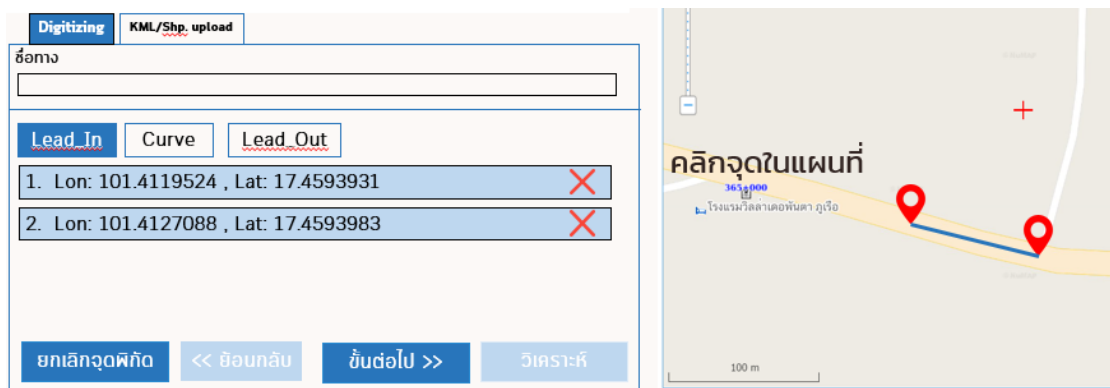 Digitizing
KML/Shp. upload
ชื่อทาง
Lead_In
Curve
Lead_Out
1. Lon: 101.4119524 , Lat: 17.4593931
2. Lon: 101.4127088 , Lat: 17.4593983
ยกเลิกจุดพิกัด
<< ย้อนกลับ
ขั้นต่อไป >>
วิเคราะห์
คลิกจุดในแผนที่
365+000
โรงแรมวิลล่าเดอพันตา ภูเรือ
100 m